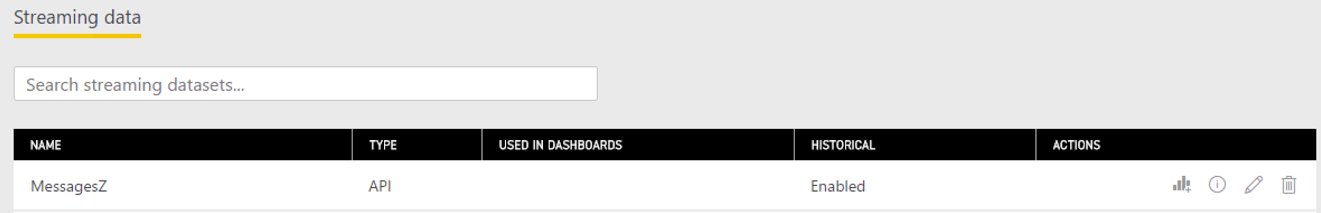 Streaming data
Search streaming datasets...
NAME TYPE USED IN DASHBOARDS HISTORICAL ACTIONS
MessagesZ API Enabled